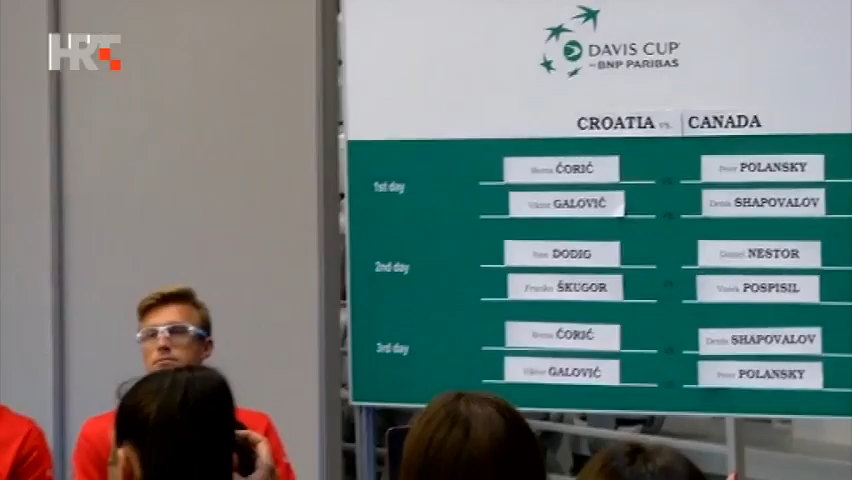 HRT
DAVIS CUP
BY BNP PARIBAS
CROATIA vs. CANADA
1st day
Borna ĆORIĆ vs. Peter POLANSKY
Viktor GALOVIĆ vs. Denis SHAPOVALOV
2nd day
Ivan DODIG Daniel NESTOR
Franko ŠKUGOR Vasek POSPISIL
3rd day
Borna ĆORIĆ Denis SHAPOVALOV
Viktor GALOVIĆ Peter POLANSKY